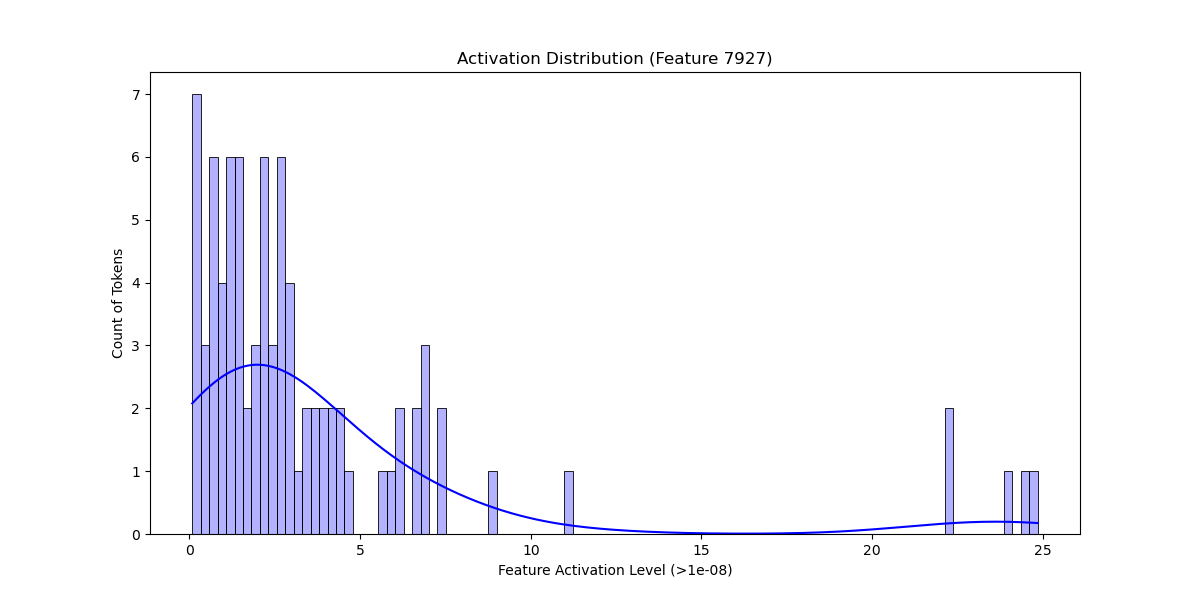 Activation Distribution (Feature 7927)
Count of Tokens
7
6
5
4
3
2
1
0
0 5 10 15 20 25
Feature Activation Level (>1e-08)